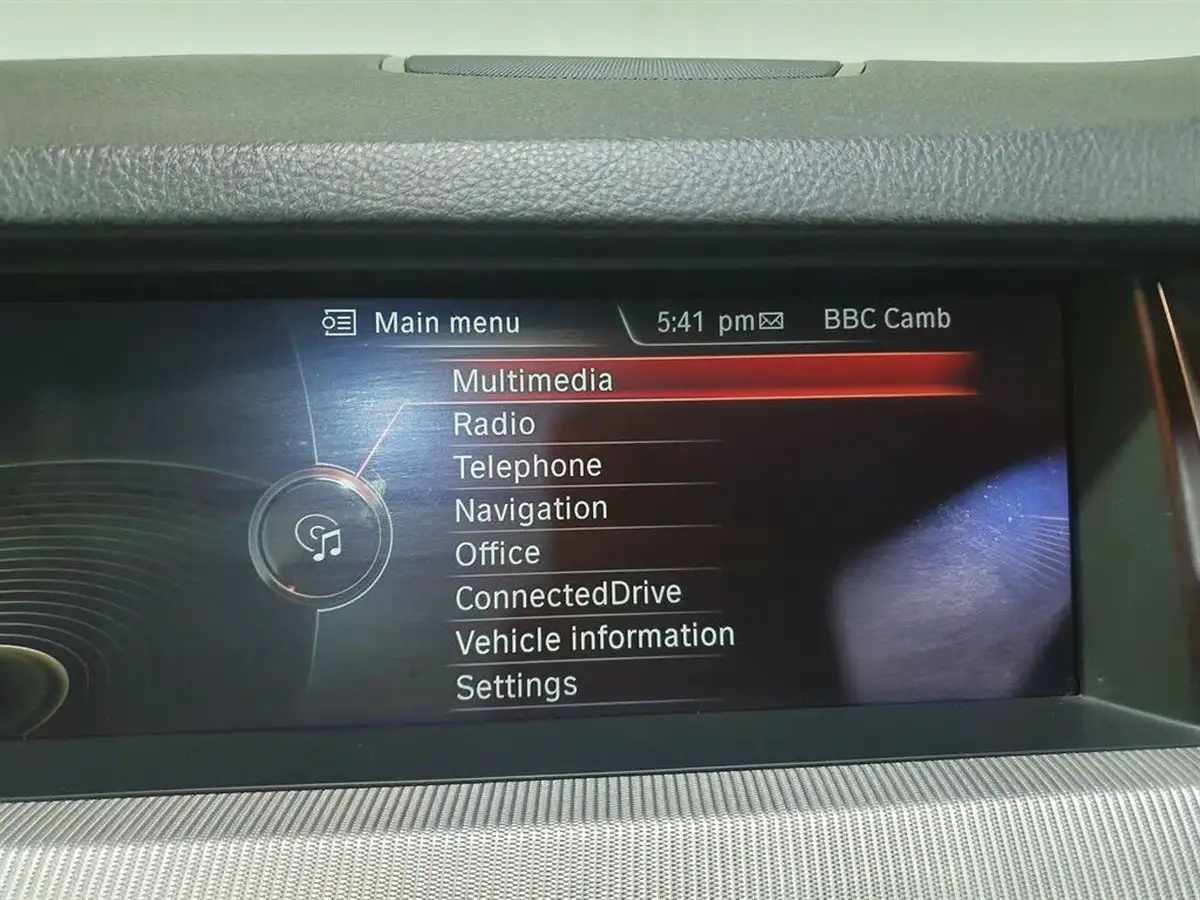 Main menu
5:41 pm
BBC Camb
Multimedia
Radio
Telephone
Navigation
Office
ConnectedDrive
Vehicle information
Settings